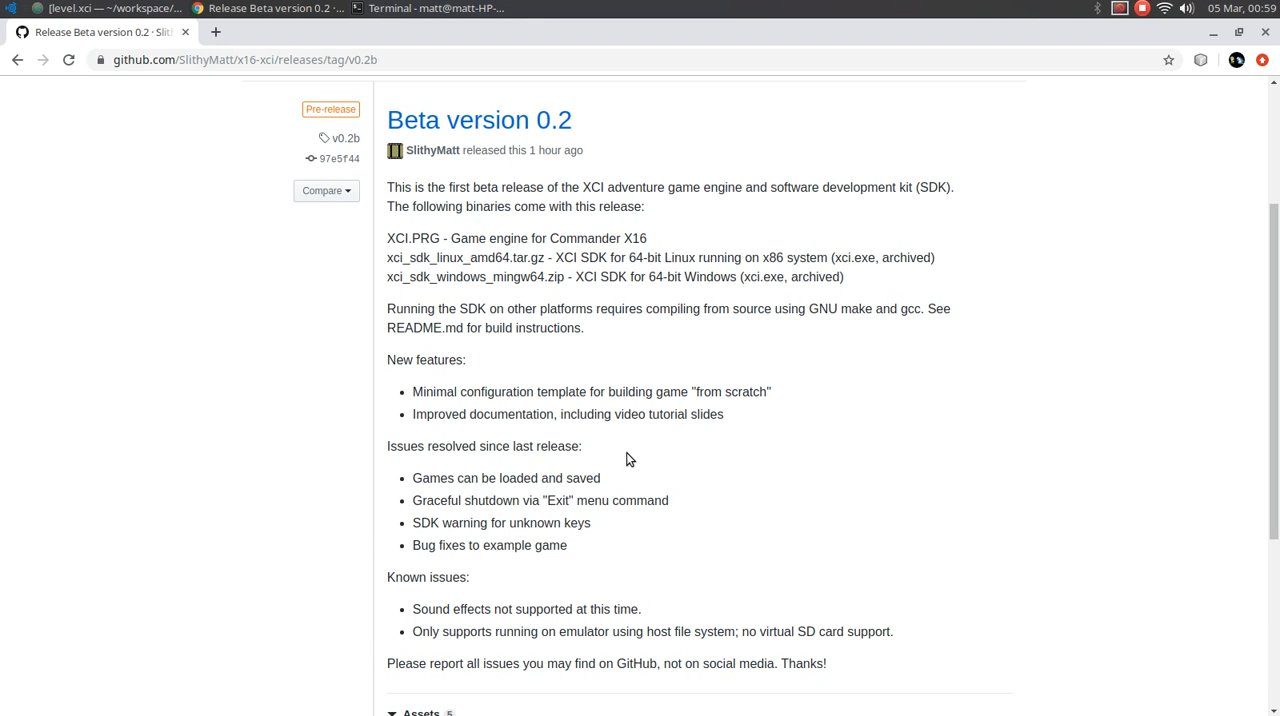 [level.xci — ~/workspace/...
Release Beta version 0.2 ·...
Terminal - matt@matt-HP-...
05 Mar, 00:59
Release Beta version 0.2 · Slith
github.com/SlithyMatt/x16-xci/releases/tag/v0.2b
Pre-release
v0.2b
97e5f44
Compare
Beta version 0.2
SlithyMatt released this 1 hour ago
This is the first beta release of the XCI adventure game engine and software development kit (SDK).
The following binaries come with this release:
XCI.PRG - Game engine for Commander X16
xci_sdk_linux_amd64.tar.gz - XCI SDK for 64-bit Linux running on x86 system (xci.exe, archived)
xci_sdk_windows_mingw64.zip - XCI SDK for 64-bit Windows (xci.exe, archived)
Running the SDK on other platforms requires compiling from source using GNU make and gcc. See
README.md for build instructions.
New features:
• Minimal configuration template for building game "from scratch"
• Improved documentation, including video tutorial slides
Issues resolved since last release:
• Games can be loaded and saved
• Graceful shutdown via "Exit" menu command
• SDK warning for unknown keys
• Bug fixes to example game
Known issues:
• Sound effects not supported at this time.
• Only supports running on emulator using host file system; no virtual SD card support.
Please report all issues you may find on GitHub, not on social media. Thanks!
Assets 5